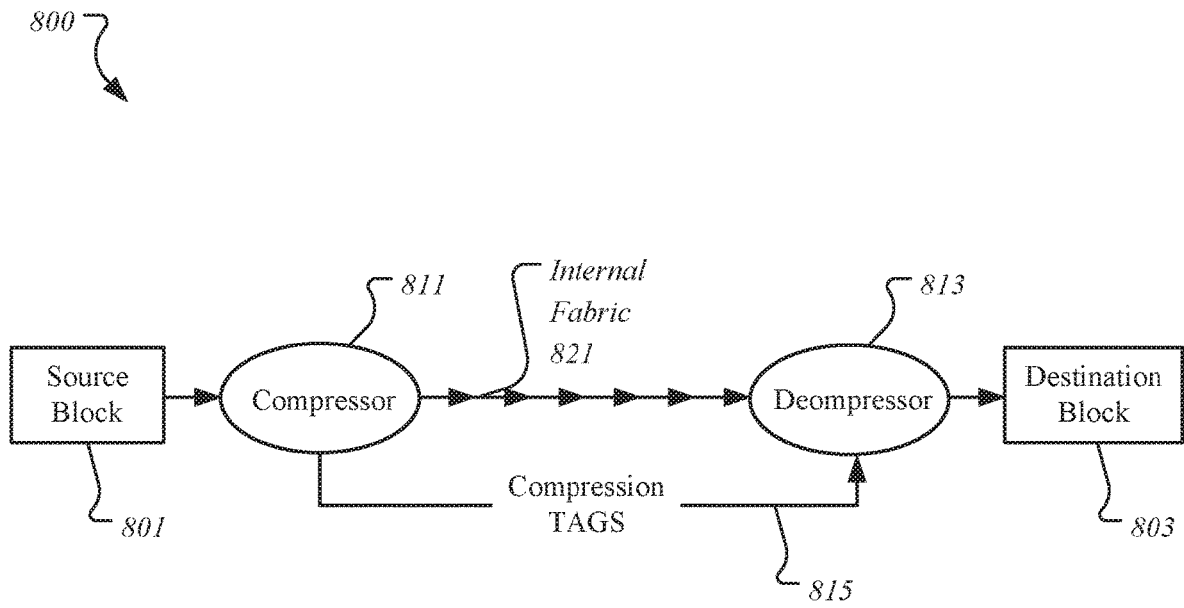 800
811
Internal
Fabric
821
813
Source
Block
Compressor
Deompressor
Destination
Block
801
Compression
TAGS
815
803